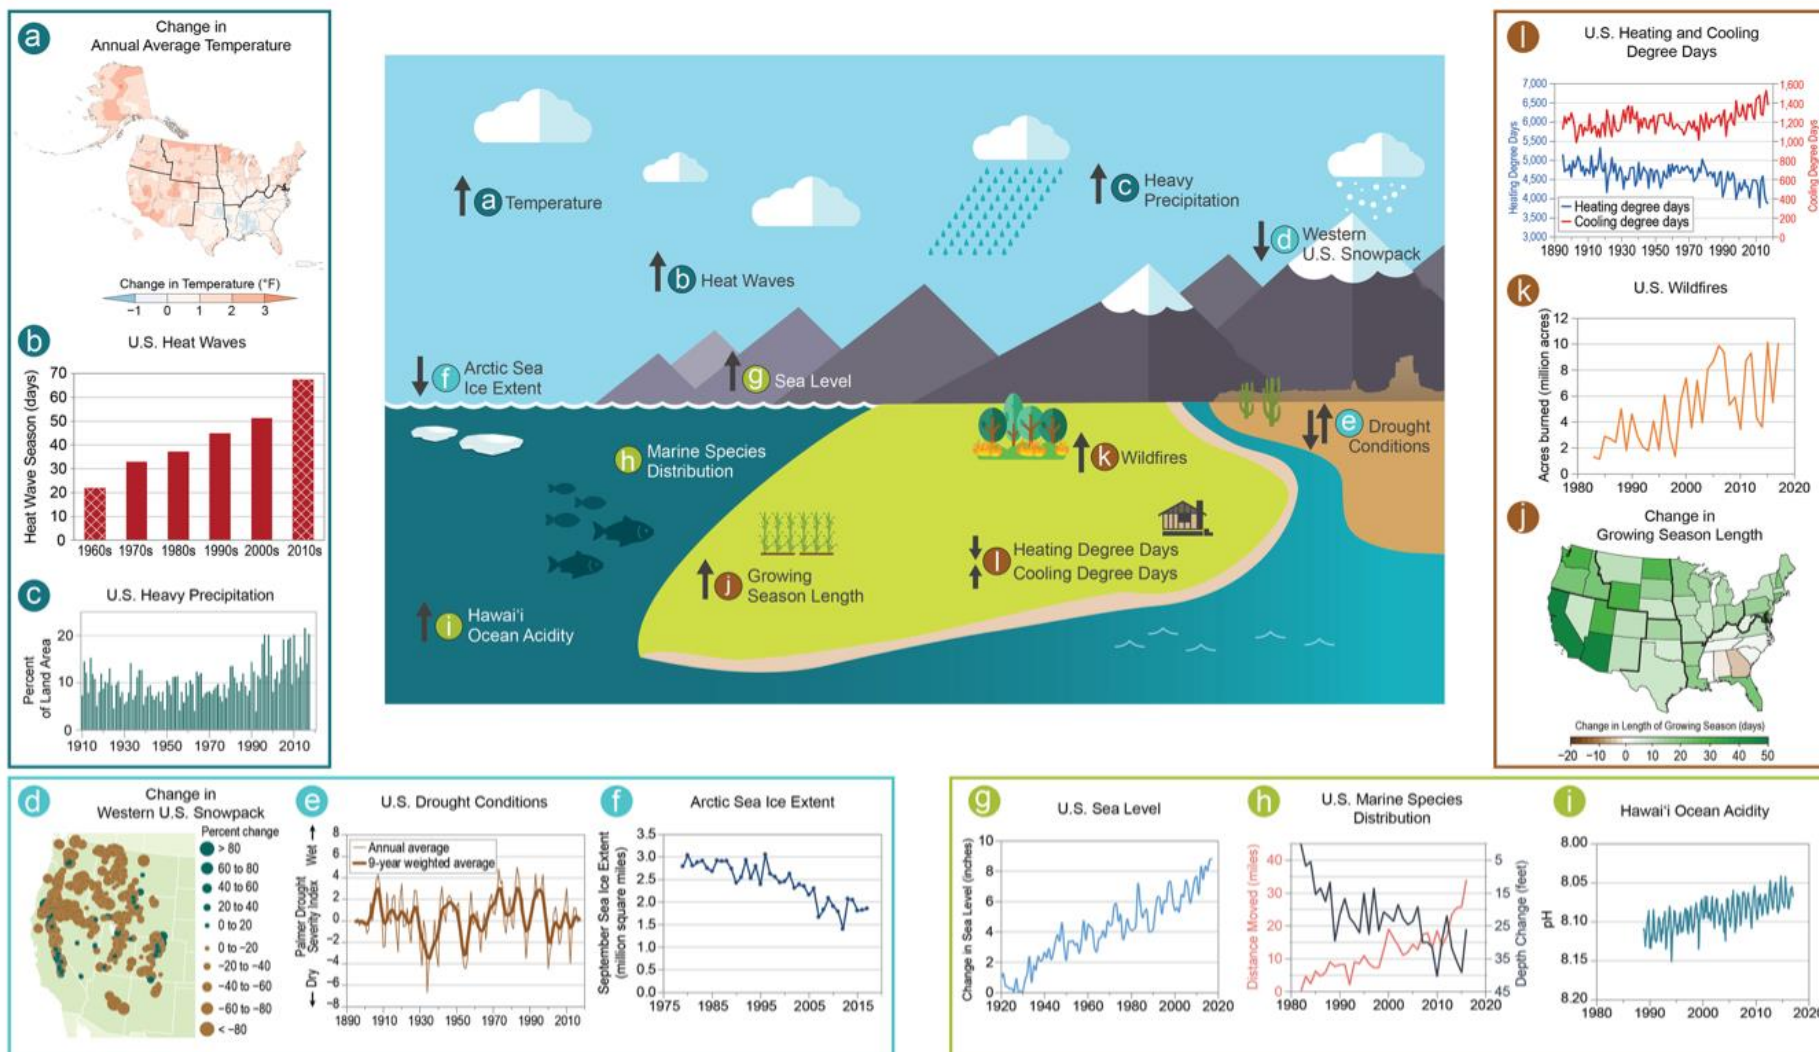 a
Change in
Annual Average Temperature
Change in Temperature (°F)
−1 0 1 2 3
b
U.S. Heat Waves
Heat Wave Season (days)
70
60
50
40
30
20
10
0
1960s 1970s 1980s 1990s 2000s 2010s
c
U.S. Heavy Precipitation
Percent
of Land Area
20
10
0
1910 1930 1950 1970 1990 2010
a Temperature
b Heat Waves
c Heavy
Precipitation
d Western
U.S. Snowpack
f Arctic Sea
Ice Extent
g Sea Level
e Drought
Conditions
h Marine Species
Distribution
k Wildfires
j Growing
Season Length
l Heating Degree Days
Cooling Degree Days
i Hawaiʻi
Ocean Acidity
l
U.S. Heating and Cooling
Degree Days
Heating Degree Days
7,000
6,500
6,000
5,500
5,000
4,500
4,000
3,500
3,000
Heating degree days
Cooling degree days
1,600
1,400
1,200
1,000
800
600
400
200
0
Cooling Degree Days
1890 1910 1930 1950 1970 1990 2010
k
U.S. Wildfires
Acres burned (million acres)
12
10
8
6
4
2
0
1980 1990 2000 2010 2020
j
Change in
Growing Season Length
Change in Length of Growing Season (days)
−20 −10 0 10 20 30 40 50
d
Change in
Western U.S. Snowpack
Percent change
> 80
60 to 80
40 to 60
20 to 40
0 to 20
0 to −20
−20 to −40
−40 to −60
−60 to −80
< −80
e
U.S. Drought Conditions
Wet
Palmer Drought
Severity Index
Dry
8
6
4
2
0
−2
−4
−6
−8
Annual average
9-year weighted average
1890 1910 1930 1950 1970 1990 2010
f
Arctic Sea Ice Extent
September Sea Ice Extent
(million square miles)
3.5
3.0
2.5
2.0
1.5
1.0
0.5
0.0
1975 1985 1995 2005 2015
g
U.S. Sea Level
Change in Sea Level (inches)
10
8
6
4
2
0
1920 1940 1960 1980 2000 2020
h
U.S. Marine Species
Distribution
Distance Moved (miles)
40
30
20
10
0
5
15
25
35
45
Depth Change (feet)
1980 1990 2000 2010 2020
i
Hawaiʻi Ocean Acidity
pH
8.00
8.05
8.10
8.15
8.20
1980 1990 2000 2010 2020